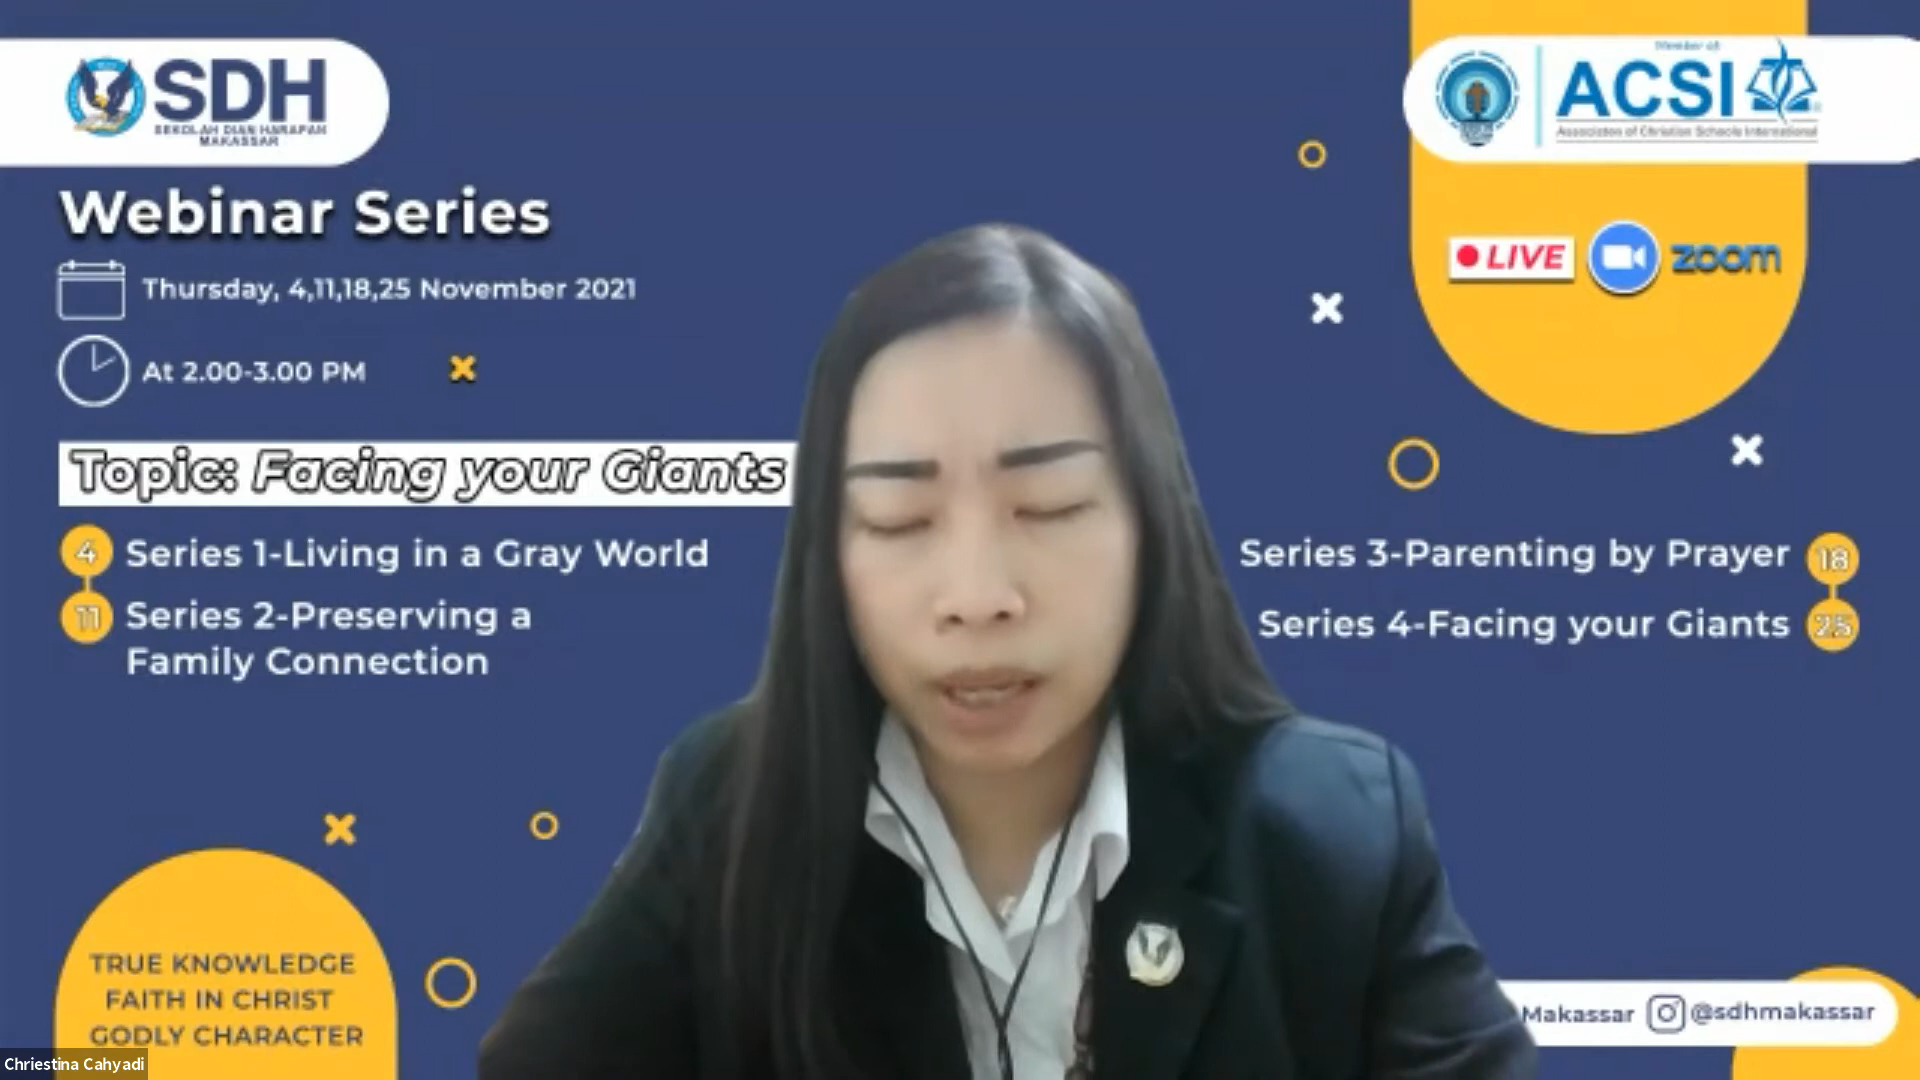 SDH
SEKOLAH DIAN HARAPAN
MAKASSAR
Member of:
ACSI
Association of Christian Schools International
Webinar Series
Thursday, 4,11,18,25 November 2021
At 2.00-3.00 PM
LIVE
zoom
Topic: Facing your Giants
4 Series 1-Living in a Gray World
11 Series 2-Preserving a
Family Connection
Series 3-Parenting by Prayer 18
Series 4-Facing your Giants 25
TRUE KNOWLEDGE
FAITH IN CHRIST
GODLY CHARACTER
Makassar @sdhmakassar
Chriestina Cahyadi